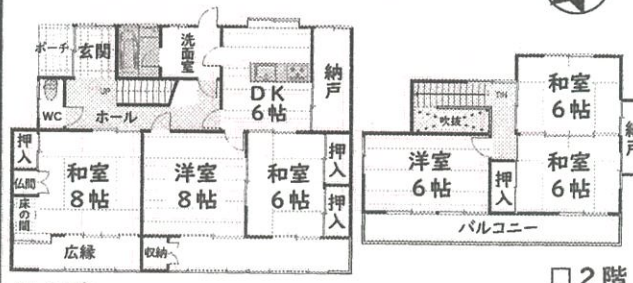 ポーチ
玄関
洗面室
納戸
DK
6帖
UP
WC
ホール
押入
仏間
床の間
和室
8帖
洋室
8帖
和室
6帖
押入
押入
広縁
収納
DN
吹抜
和室
6帖
洋室
6帖
押入
和室
6帖
納戸
バルコニー
□2階